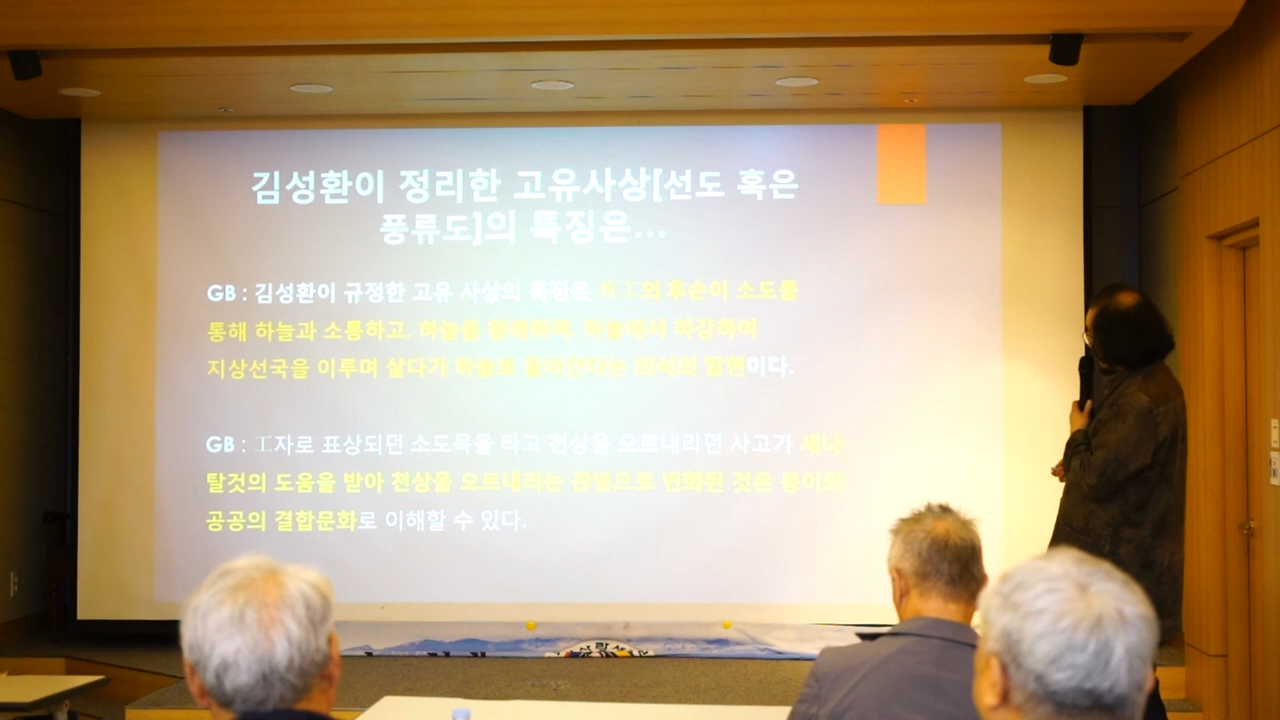 김성환이 정리한 고유사상[선도 혹은
풍류도]의 특징은...
GB : 김성환이 규정한 고유 사상의 특징은 共工의 후손이 소도를
통해 하늘과 소통하고, 하늘을 왕래하며, 하늘에서 하강하여
지상선국을 이루며 살다가 하늘로 돌아간다는 의식의 발현이다.
GB : 工자로 표상되던 소도목을 타고 천상을 오르내리던 사고가 새나
탈것의 도움을 받아 천상을 오르내리는 관념으로 변화된 것은 동이와
공공의 결합문화로 이해할 수 있다.